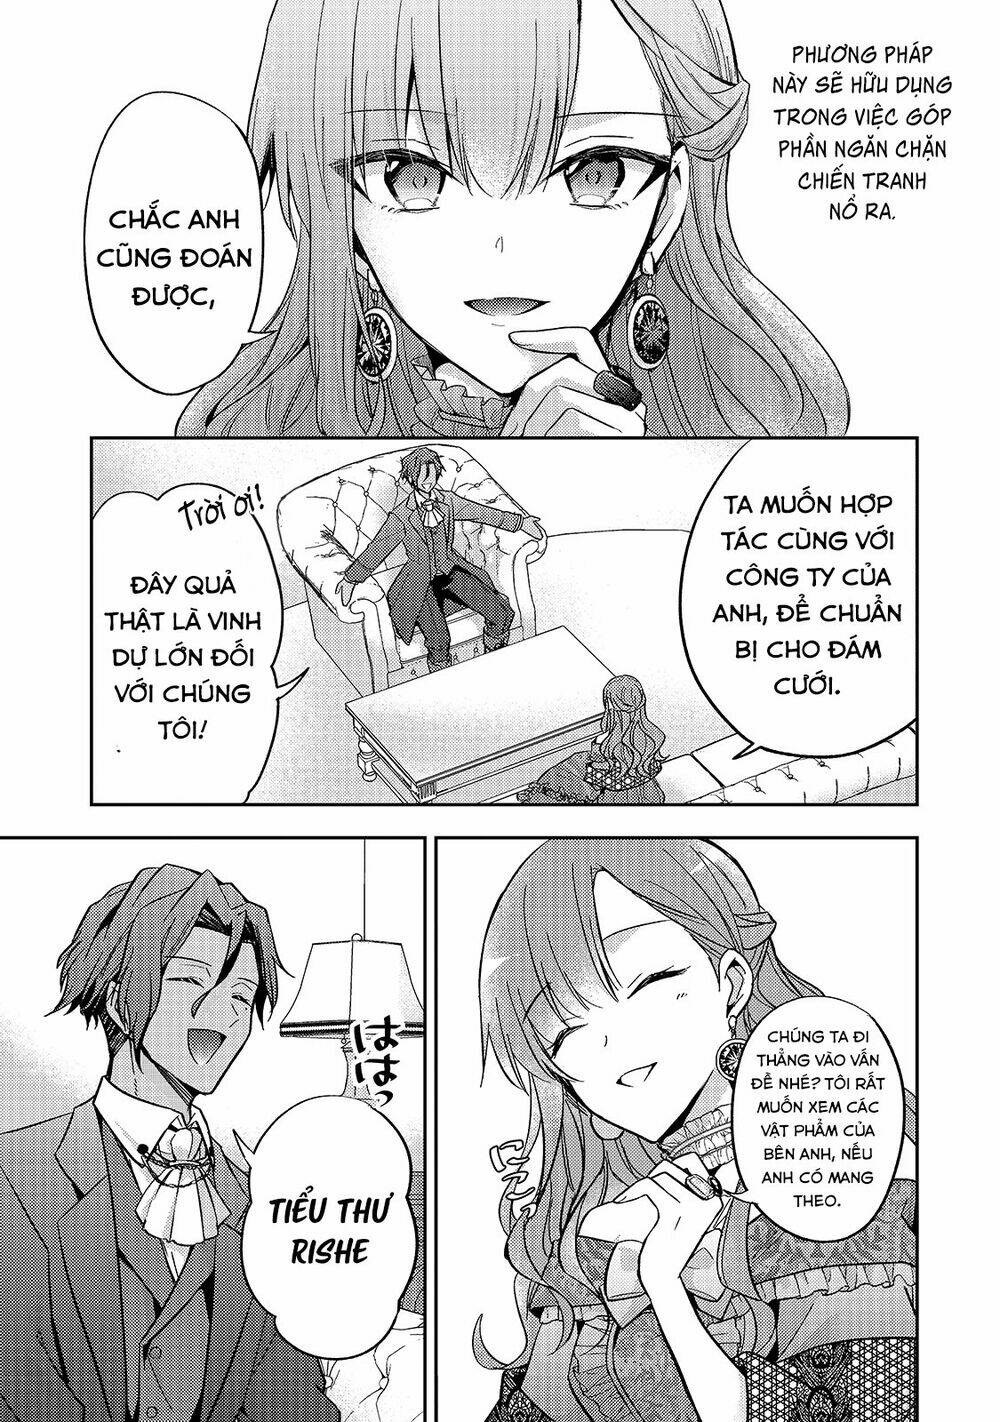 PHƯƠNG PHÁP
NÀY SẼ HỮU DỤNG
TRONG VIỆC GÓP
PHẦN NGĂN CHẶN
CHIẾN TRANH
NỔ RA.
CHẮC ANH
CŨNG ĐOÁN
ĐƯỢC,
TA MUỐN HỢP
TÁC CÙNG VỚI
CÔNG TY CỦA
ANH, ĐỂ CHUẨN
BỊ CHO ĐÁM
CƯỚI.
Trời ơi!
ĐÂY QUẢ
THẬT LÀ VINH
DỰ LỚN ĐỐI
VỚI CHÚNG
TÔI!
CHÚNG TA ĐI
THẲNG VÀO VẤN
ĐỀ NHÉ? TÔI RẤT
MUỐN XEM CÁC
VẬT PHẨM CỦA
BÊN ANH, NẾU
ANH CÓ MANG
THEO.
にこっ
ははっ
TIỂU THƯ
RISHE